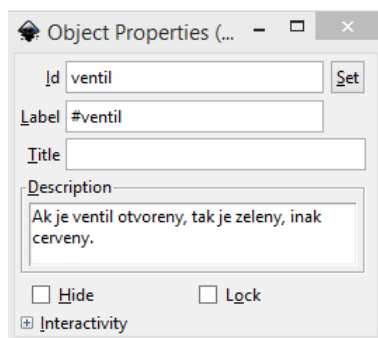 Object Properties (...
Id ventil Set
Label #ventil
Title
Description
Ak je ventil otvoreny, tak je zeleny, inak
cerveny.
Hide Lock
Interactivity